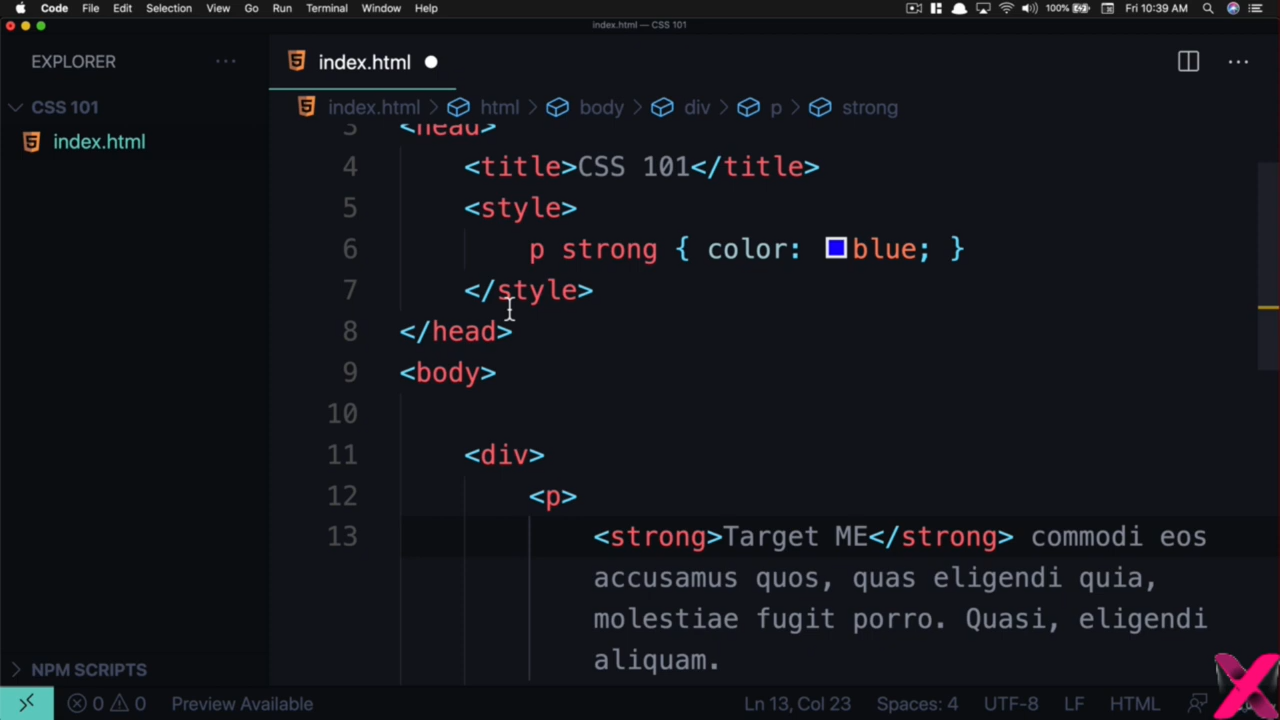 Code File Edit Selection View Go Run Terminal Window Help 100% Fri 10:39 AM
index.html — CSS 101
EXPLORER ···
index.html
CSS 101
index.html > html > body > div > p > strong
index.html
3 <head>
4 <title>CSS 101</title>
5 <style>
6 p strong { color: blue; }
7 </style>
8 </head>
9 <body>
10
11 <div>
12 <p>
13 <strong>Target ME</strong> commodi eos
accusamus quos, quas eligendi quia,
molestiae fugit porro. Quasi, eligendi
aliquam.
NPM SCRIPTS
0 0 Preview Available Ln 13, Col 23 Spaces: 4 UTF-8 LF HTML
X